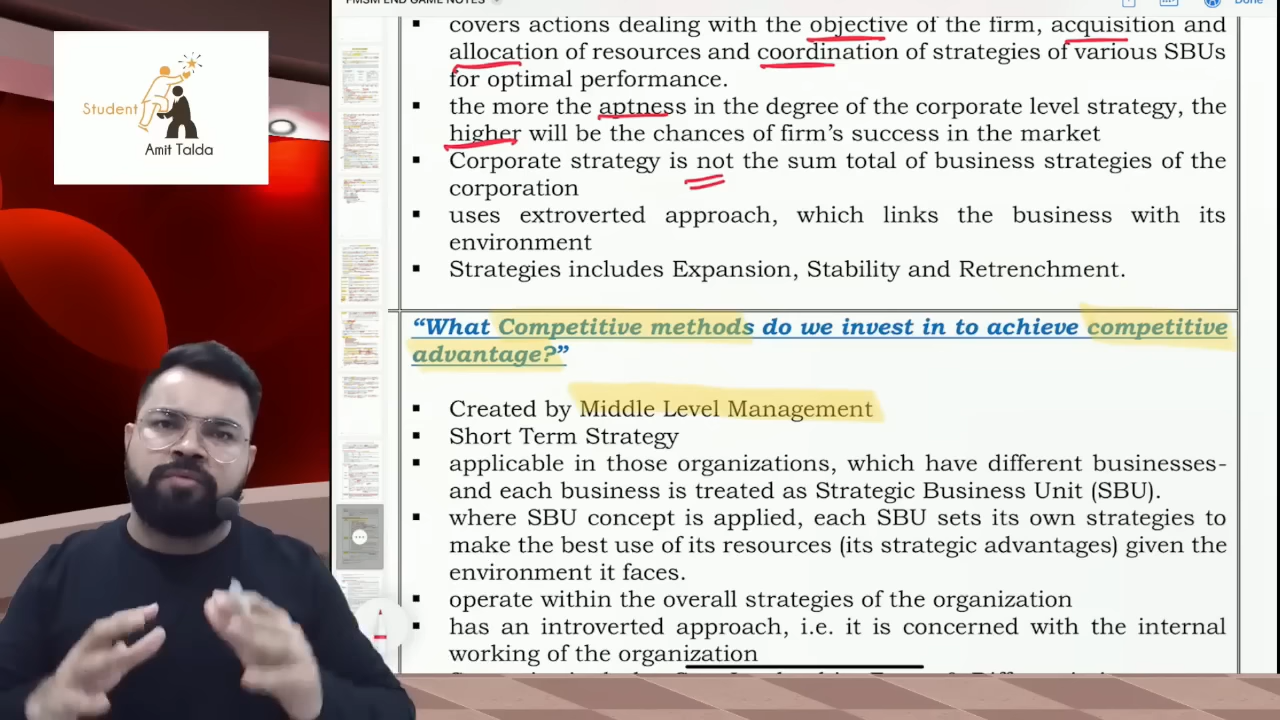 FMSM END GAME NOTES
Done
Student
Amit Talda
covers actions dealing with the objective of the firm, acquisition and
allocation of resources and coordination of strategies of various SBUs
for optimal performance
the more the clarity in the degree of the corporate level strategy, the
higher will be the chances of firm's success in the market
Corporate strategy is not the sum total of business strategies of the
corporation
uses extroverted approach, which links the business with its
environment
Strategies include Expansion, Stability and Retrenchment.
"What competitive methods do we invest in to achieve competitive
advantage"
Created by Middle Level Management
Short Term Strategy
applicable in those organizations, which have different businesses-
and each business is treated as Strategic Business Unit (SBU).
where SBU concept is applied, each SBU sets its own strategies to
make the best use of its resources (its strategic advantages) given the
environment it faces.
operate within the overall strategies of the organization
has an introverted approach, i.e. it is concerned with the internal
working of the organization